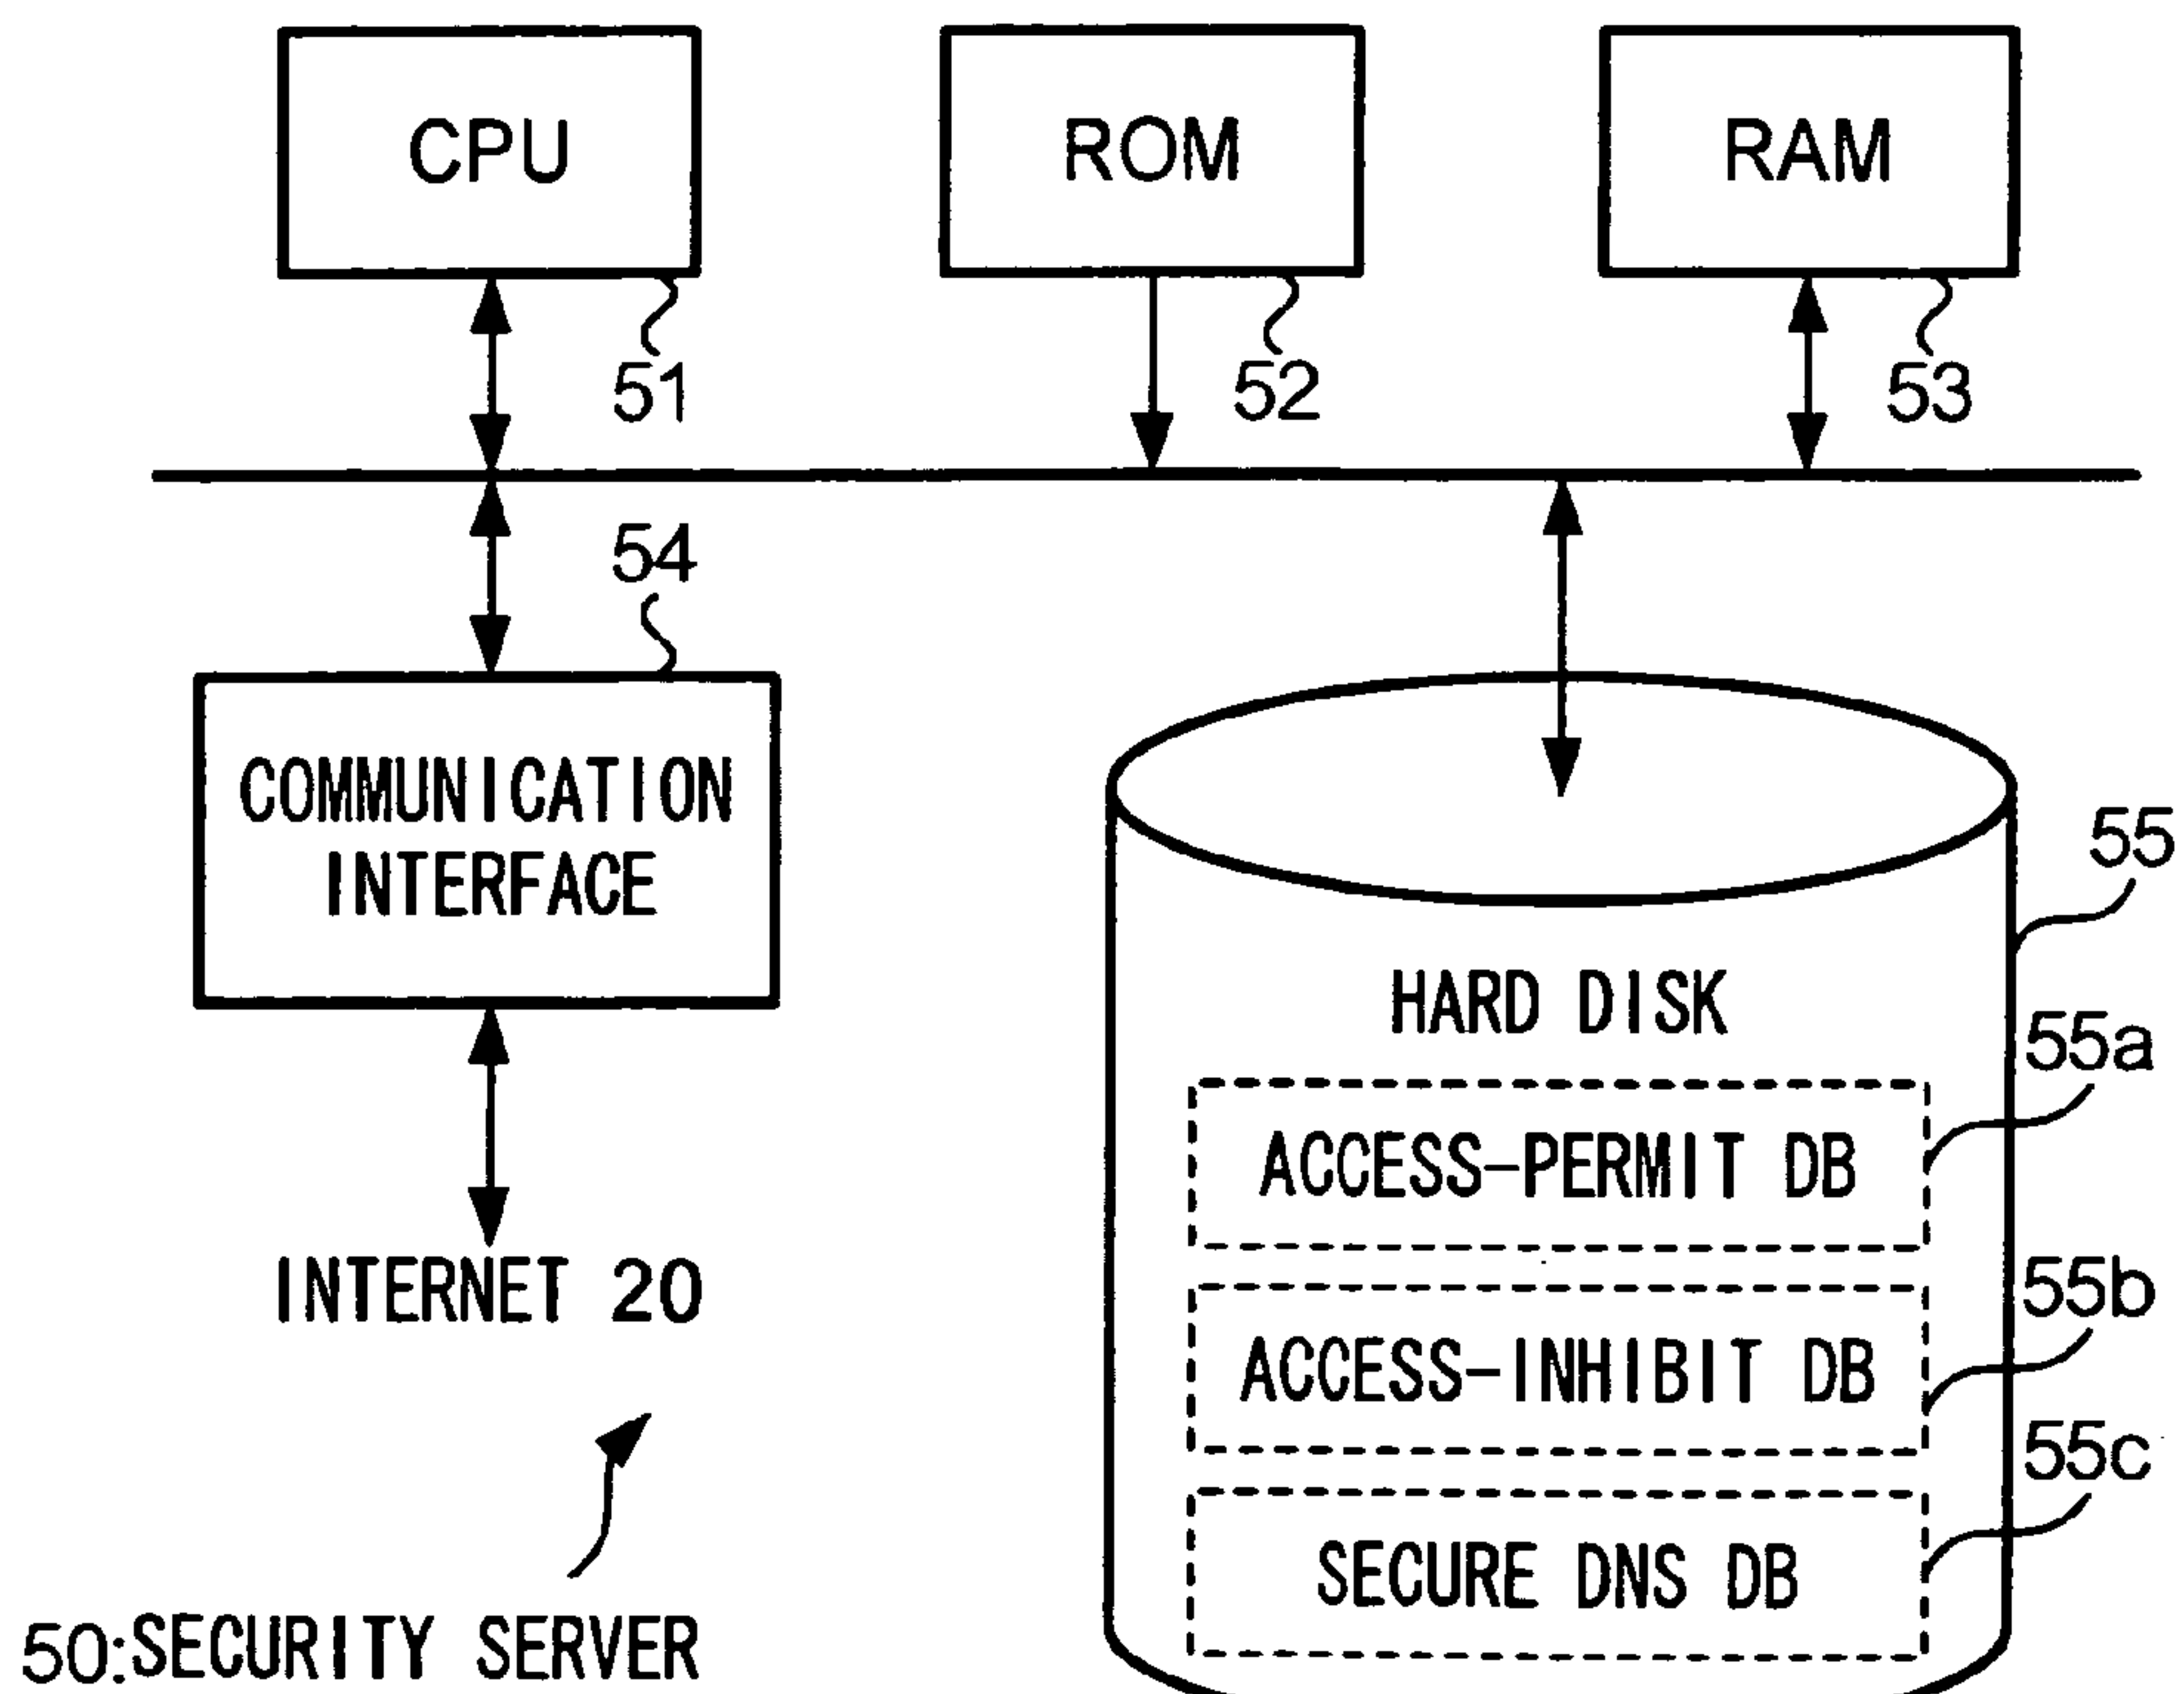 CPU
ROM
RAM
51
52
53
54
COMMUNICATION
INTERFACE
55
HARD DISK
55a
ACCESS-PERMIT DB
INTERNET 20
55b
ACCESS-INHIBIT DB
55c
SECURE DNS DB
50:SECURITY SERVER